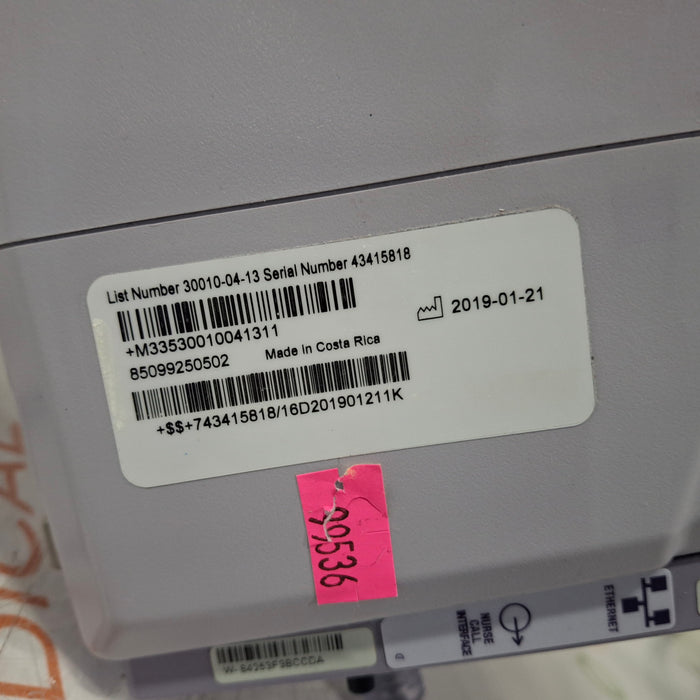 List Number 30010-04-13 Serial Number 43415818
+M33530010041311
2019-01-21
85099250502 Made in Costa Rica
+$$+743415818/16D201901211K
99536
ETHERNET
NURSE
CALL
INTERFACE
DICAL